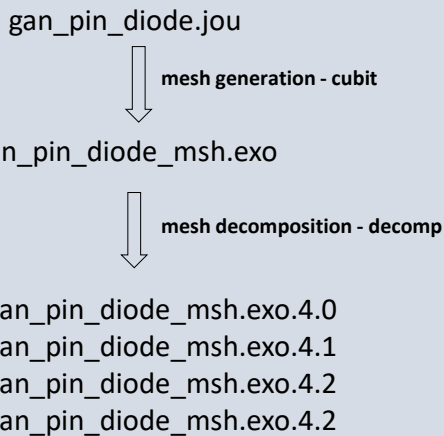 gan_pin_diode.jou
mesh generation - cubit
n_pin_diode_msh.exo
mesh decomposition - decomp
an_pin_diode_msh.exo.4.0
an_pin_diode_msh.exo.4.1
an_pin_diode_msh.exo.4.2
an_pin_diode_msh.exo.4.2